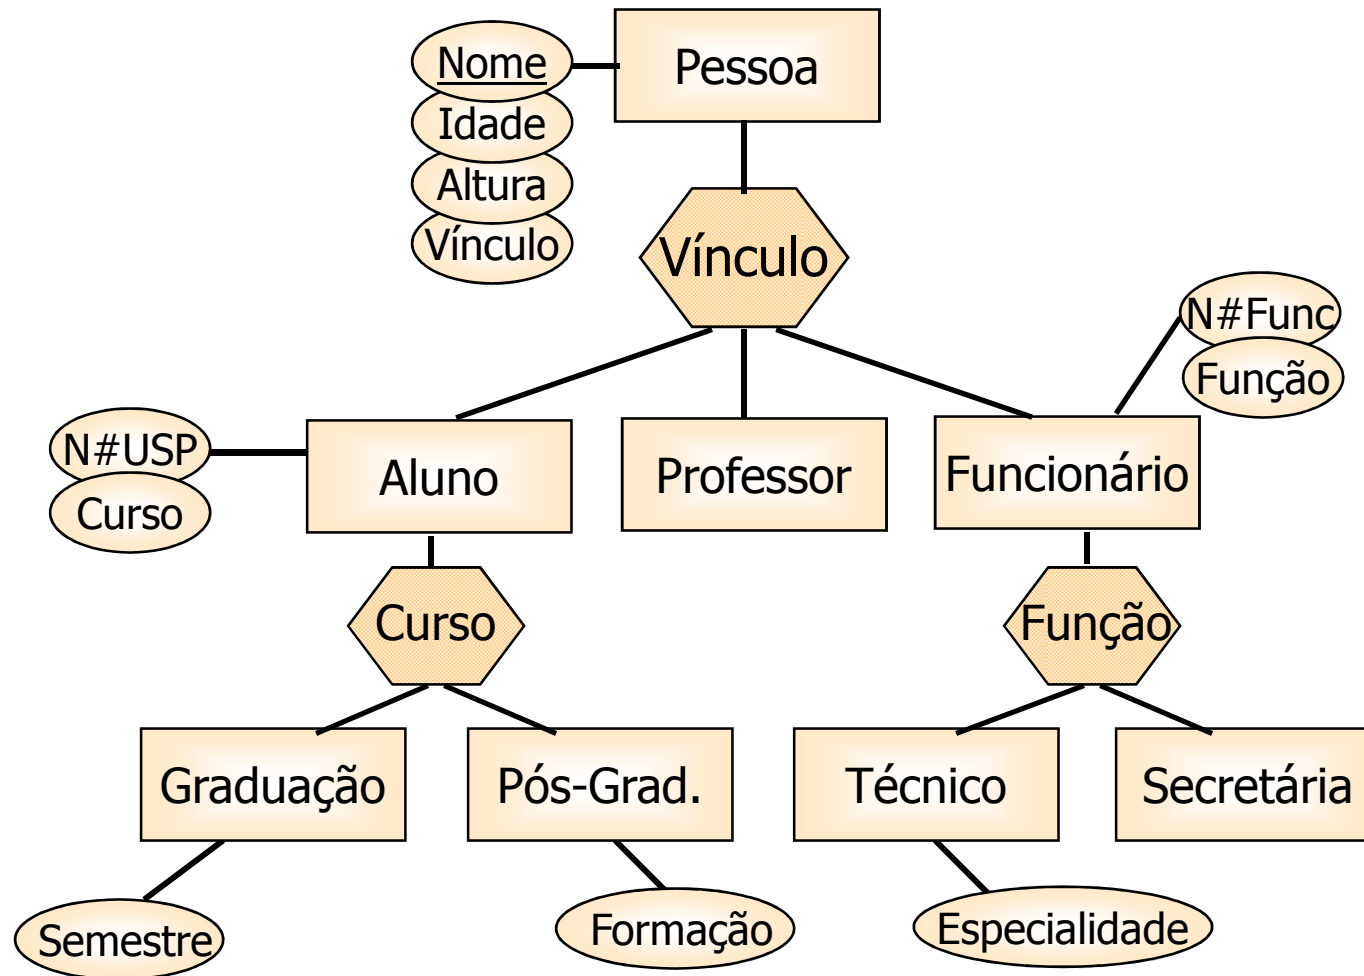 Nome
Pessoa
Idade
Altura
Vínculo
Vínculo
N#Func
Função
N#USP
Curso
Aluno
Professor
Funcionário
Curso
Função
Graduação
Pós-Grad.
Técnico
Secretária
Semestre
Formação
Especialidade